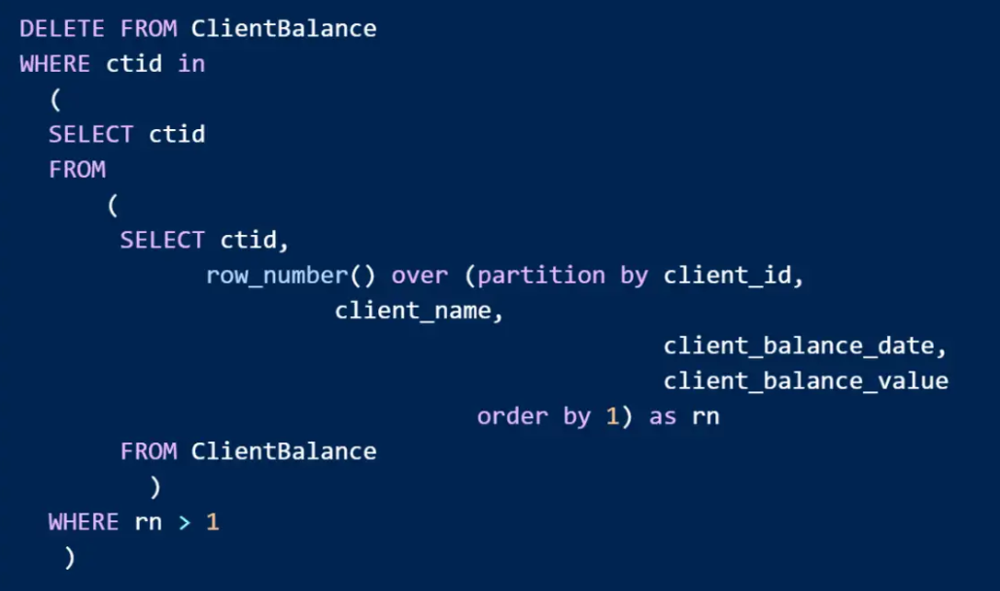 DELETE FROM ClientBalance
WHERE ctid in
(
SELECT ctid
FROM
(
SELECT ctid,
row_number() over (partition by client_id,
client_name,
client_balance_date,
client_balance_value
order by 1) as rn
FROM ClientBalance
)
WHERE rn > 1
)